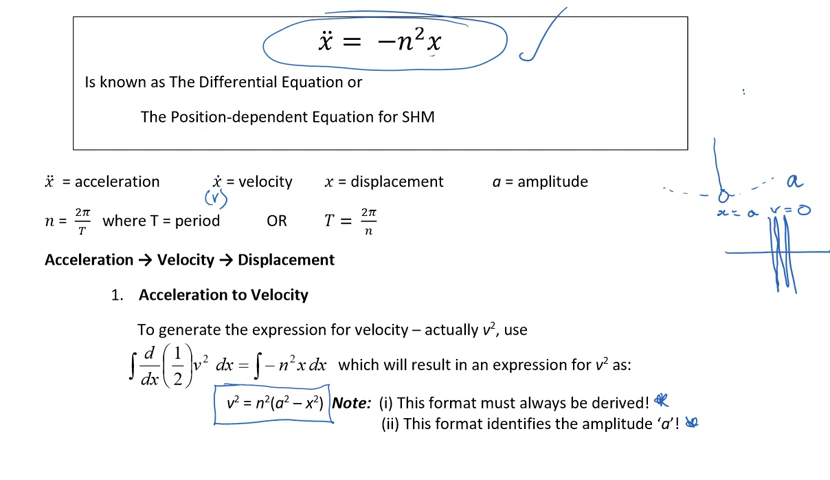 ẍ = −n²x
Is known as The Differential Equation or
The Position-dependent Equation for SHM
ẍ = acceleration ẋ = velocity x = displacement a = amplitude
(v)
n = 2π/T where T = period OR T = 2π/n
a
x = a v = 0
Acceleration → Velocity → Displacement
1. Acceleration to Velocity
To generate the expression for velocity – actually v², use
∫ d/dx (1/2) v² dx = ∫ − n² x dx which will result in an expression for v² as:
v² = n²(a² – x²) Note: (i) This format must always be derived!
(ii) This format identifies the amplitude ‘a’!